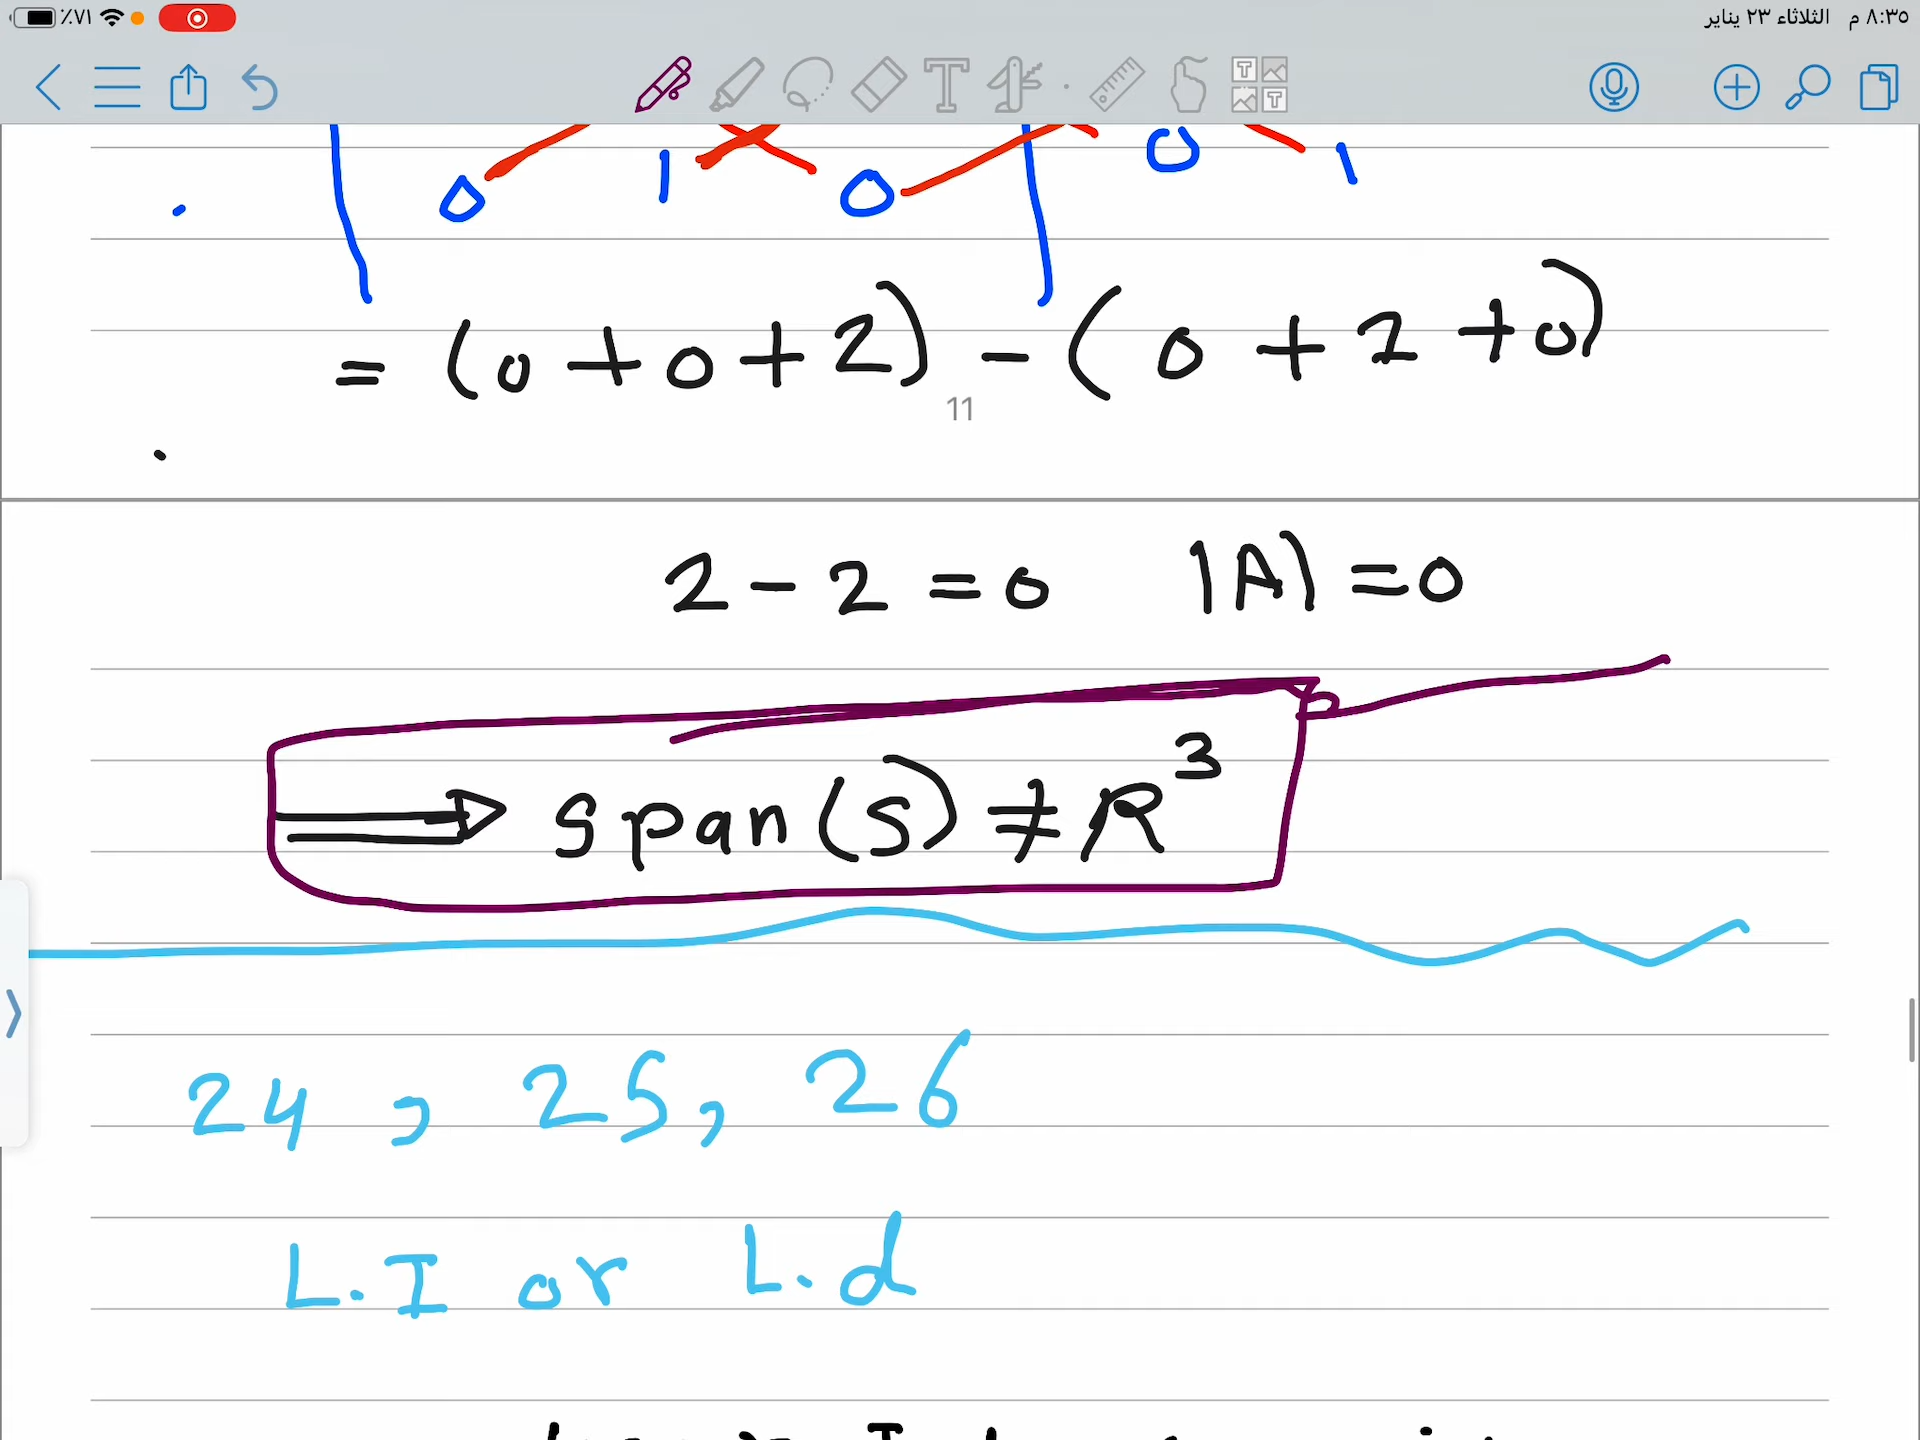 ٪٧١ الثلاثاء ٢٣ يناير ٨:٣٥ م
T
T
T
0 1 0 0 1
= (0 + 0 + 2) - (0 + 2 + 0)
11
2 - 2 = 0 |A| = 0
⟹ span(S) ≠ R³
24, 25, 26
L.I or L.d